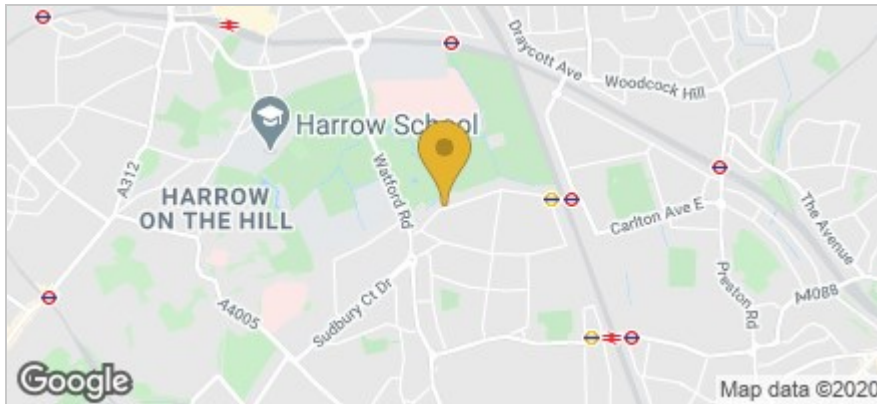 Draycott Ave
Woodcock Hill
Harrow School
A312
Watford Rd
HARROW
ON THE HILL
Carlton Ave E
The Avenue
Sudbury Ct Dr
A4005
Preston Rd
A4088
Google
Map data ©2020